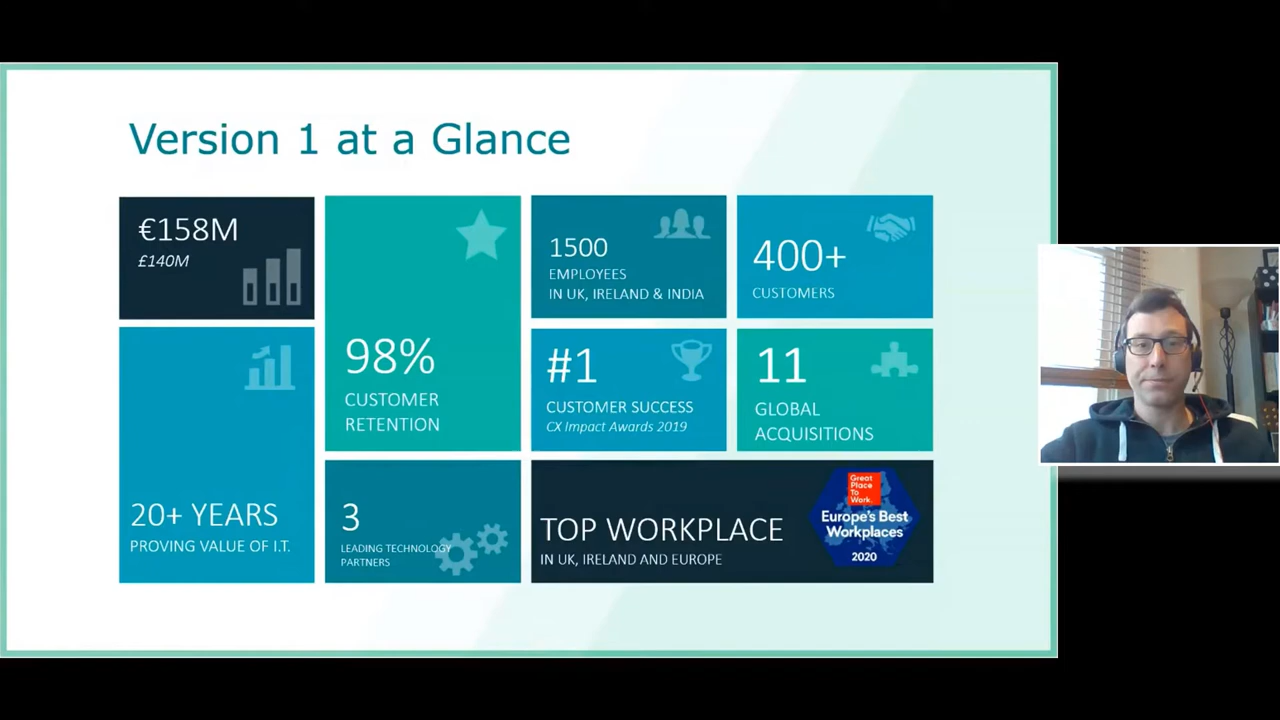 Version 1 at a Glance
€158M
£140M
98%
CUSTOMER
RETENTION
1500
EMPLOYEES
IN UK, IRELAND & INDIA
400+
CUSTOMERS
20+ YEARS
PROVING VALUE OF I.T.
#1
CUSTOMER SUCCESS
CX Impact Awards 2019
11
GLOBAL
ACQUISITIONS
3
LEADING TECHNOLOGY
PARTNERS
TOP WORKPLACE
IN UK, IRELAND AND EUROPE
Great
Place
To
Work.
Europe's Best
Workplaces
2020